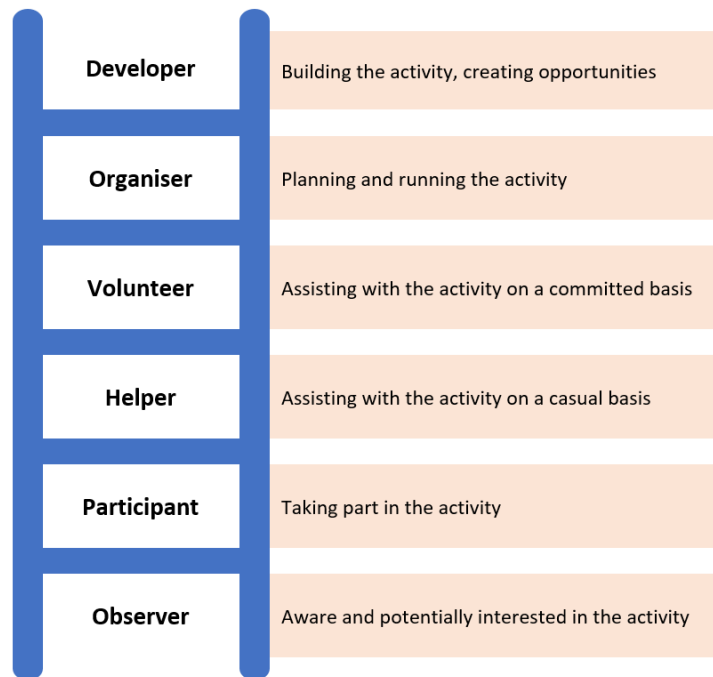 Developer
Building the activity, creating opportunities
Organiser
Planning and running the activity
Volunteer
Assisting with the activity on a committed basis
Helper
Assisting with the activity on a casual basis
Participant
Taking part in the activity
Observer
Aware and potentially interested in the activity